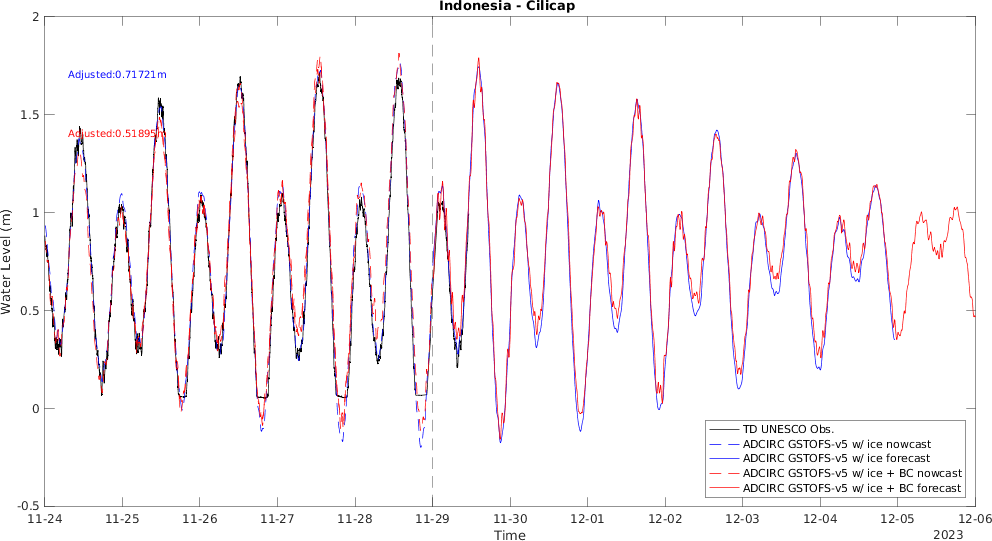 Indonesia - Cilicap
Water Level (m)
2
1.5
1
0.5
0
-0.5
Adjusted:0.71721m
Adjusted:0.51895m
TD UNESCO Obs.
ADCIRC GSTOFS-v5 w/ ice nowcast
ADCIRC GSTOFS-v5 w/ ice forecast
ADCIRC GSTOFS-v5 w/ ice + BC nowcast
ADCIRC GSTOFS-v5 w/ ice + BC forecast
11-24 11-25 11-26 11-27 11-28 11-29 11-30 12-01 12-02 12-03 12-04 12-05 12-06
Time
2023